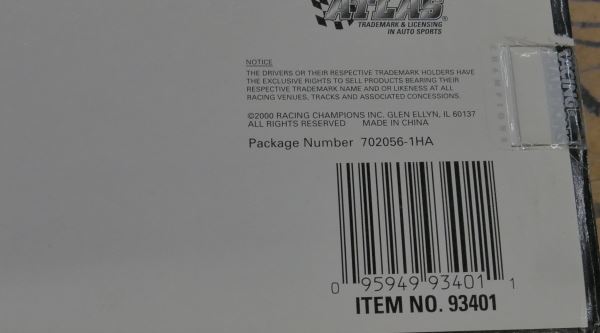 ATLAS®
TRADEMARK & LICENSING
IN AUTO SPORTS
NOTICE
THE DRIVERS OR THEIR RESPECTIVE TRADEMARK HOLDERS HAVE
THE EXCLUSIVE RIGHTS TO SELL PRODUCTS BEARING THEIR
RESPECTIVE TRADEMARK NAME AND OR LIKENESS AT ALL
RACING VENUES, TRACKS AND ASSOCIATED CONCESSIONS.
©2000 RACING CHAMPIONS INC. GLEN ELLYN, IL 60137
ALL RIGHTS RESERVED MADE IN CHINA
Package Number 702056-1HA
0 95949 93401 1
ITEM NO. 93401